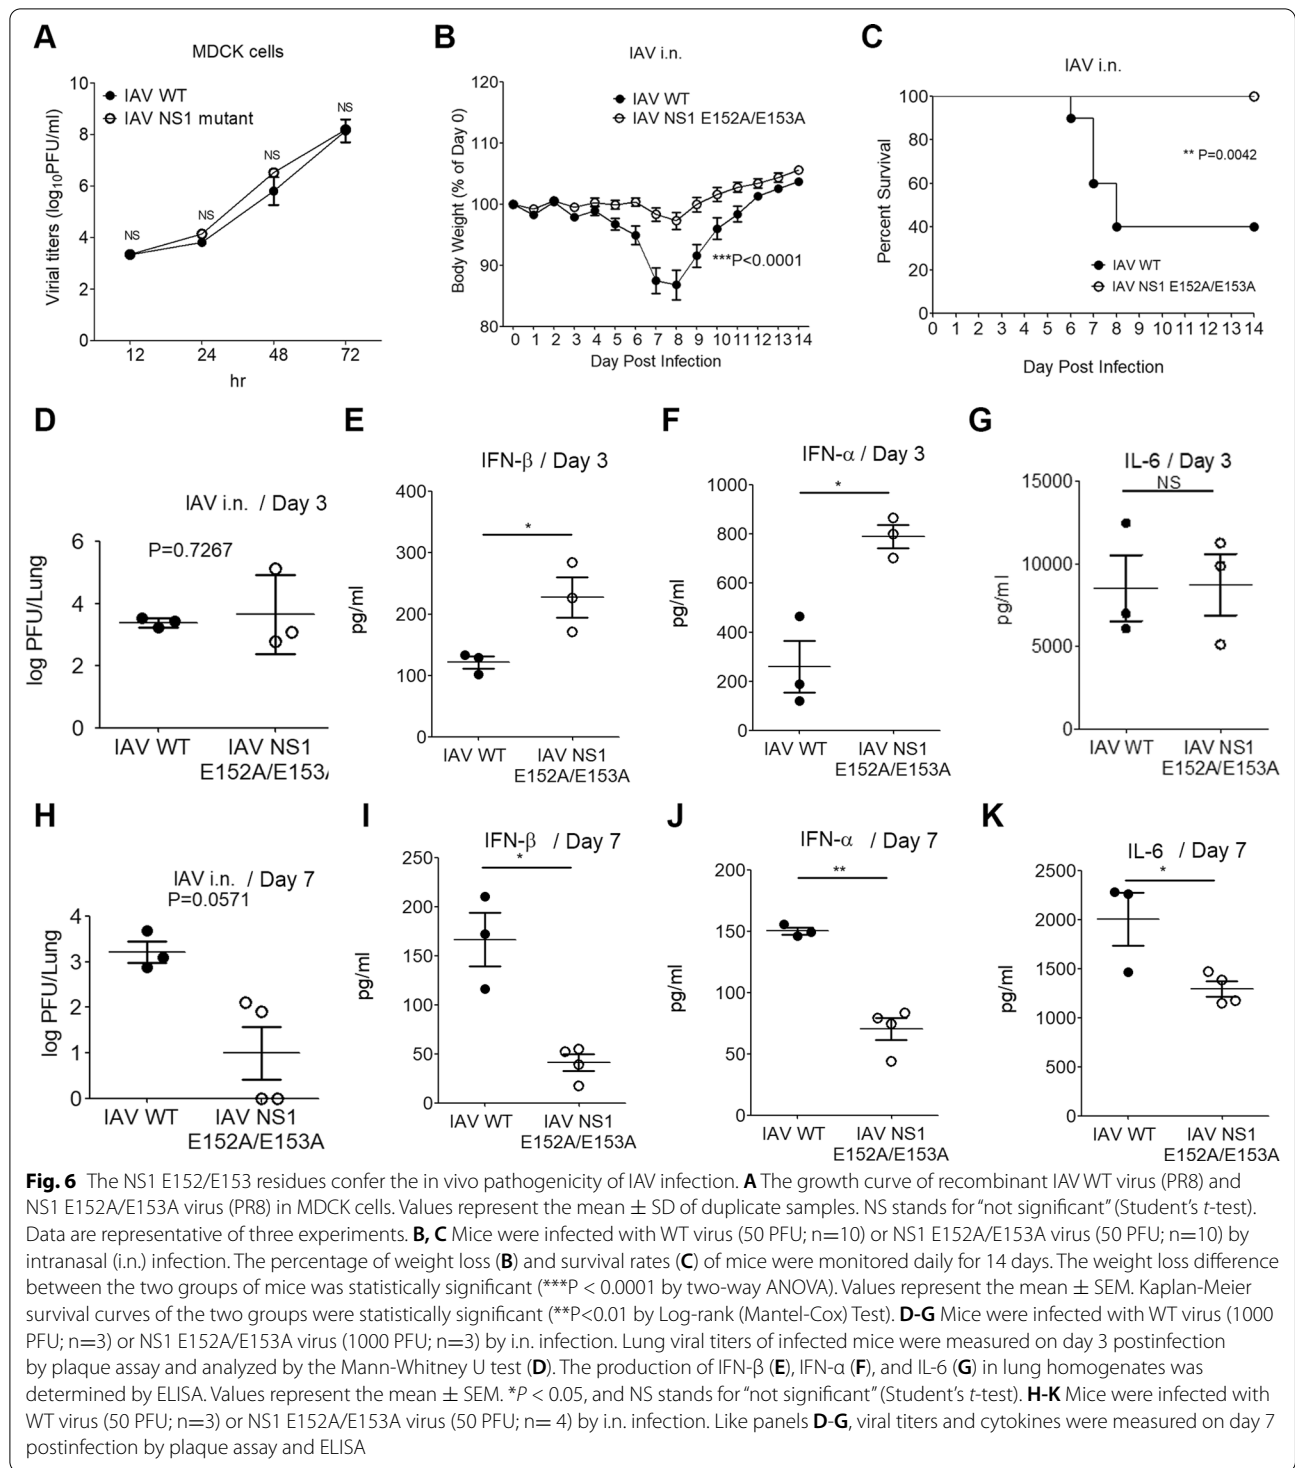 A
MDCK cells
Viral titers (log10PFU/ml)
10
8
6
4
2
0
IAV WT
IAV NS1 mutant
NS
NS
NS
NS
12 24 48 72
hr
B
IAV i.n.
Body Weight (% of Day 0)
120
110
100
90
80
IAV WT
IAV NS1 E152A/E153A
***P<0.0001
0 1 2 3 4 5 6 7 8 9 10 11 12 13 14
Day Post Infection
C
IAV i.n.
Percent Survival
100
80
60
40
20
0
** P=0.0042
IAV WT
IAV NS1 E152A/E153A
0 1 2 3 4 5 6 7 8 9 10 11 12 13 14
Day Post Infection
D
IAV i.n. / Day 3
P=0.7267
log PFU/Lung
6
4
2
0
IAV WT IAV NS1
E152A/E153A
E
IFN-β / Day 3
*
pg/ml
400
300
200
100
0
IAV WT IAV NS1
E152A/E153A
F
IFN-α / Day 3
*
pg/ml
1000
800
600
400
200
0
IAV WT IAV NS1
E152A/E153A
G
IL-6 / Day 3
NS
pg/ml
15000
10000
5000
0
IAV WT IAV NS1
E152A/E153A
H
IAV i.n. / Day 7
P=0.0571
log PFU/Lung
4
3
2
1
0
IAV WT IAV NS1
E152A/E153A
I
IFN-β / Day 7
*
pg/ml
250
200
150
100
50
0
IAV WT IAV NS1
E152A/E153A
J
IFN-α / Day 7
**
pg/ml
200
150
100
50
0
IAV WT IAV NS1
E152A/E153A
K
IL-6 / Day 7
*
pg/ml
2500
2000
1500
1000
500
0
IAV WT IAV NS1
E152A/E153A
Fig. 6 The NS1 E152/E153 residues confer the in vivo pathogenicity of IAV infection. A The growth curve of recombinant IAV WT virus (PR8) and
NS1 E152A/E153A virus (PR8) in MDCK cells. Values represent the mean ± SD of duplicate samples. NS stands for “not significant” (Student’s t-test).
Data are representative of three experiments. B, C Mice were infected with WT virus (50 PFU; n=10) or NS1 E152A/E153A virus (50 PFU; n=10) by
intranasal (i.n.) infection. The percentage of weight loss (B) and survival rates (C) of mice were monitored daily for 14 days. The weight loss difference
between the two groups of mice was statistically significant (***P < 0.0001 by two-way ANOVA). Values represent the mean ± SEM. Kaplan-Meier
survival curves of the two groups were statistically significant (**P<0.01 by Log-rank (Mantel-Cox) Test). D-G Mice were infected with WT virus (1000
PFU; n=3) or NS1 E152A/E153A virus (1000 PFU; n=3) by i.n. infection. Lung viral titers of infected mice were measured on day 3 postinfection
by plaque assay and analyzed by the Mann-Whitney U test (D). The production of IFN-β (E), IFN-α (F), and IL-6 (G) in lung homogenates was
determined by ELISA. Values represent the mean ± SEM. *P < 0.05, and NS stands for “not significant” (Student’s t-test). H-K Mice were infected with
WT virus (50 PFU; n=3) or NS1 E152A/E153A virus (50 PFU; n= 4) by i.n. infection. Like panels D-G, viral titers and cytokines were measured on day 7
postinfection by plaque assay and ELISA